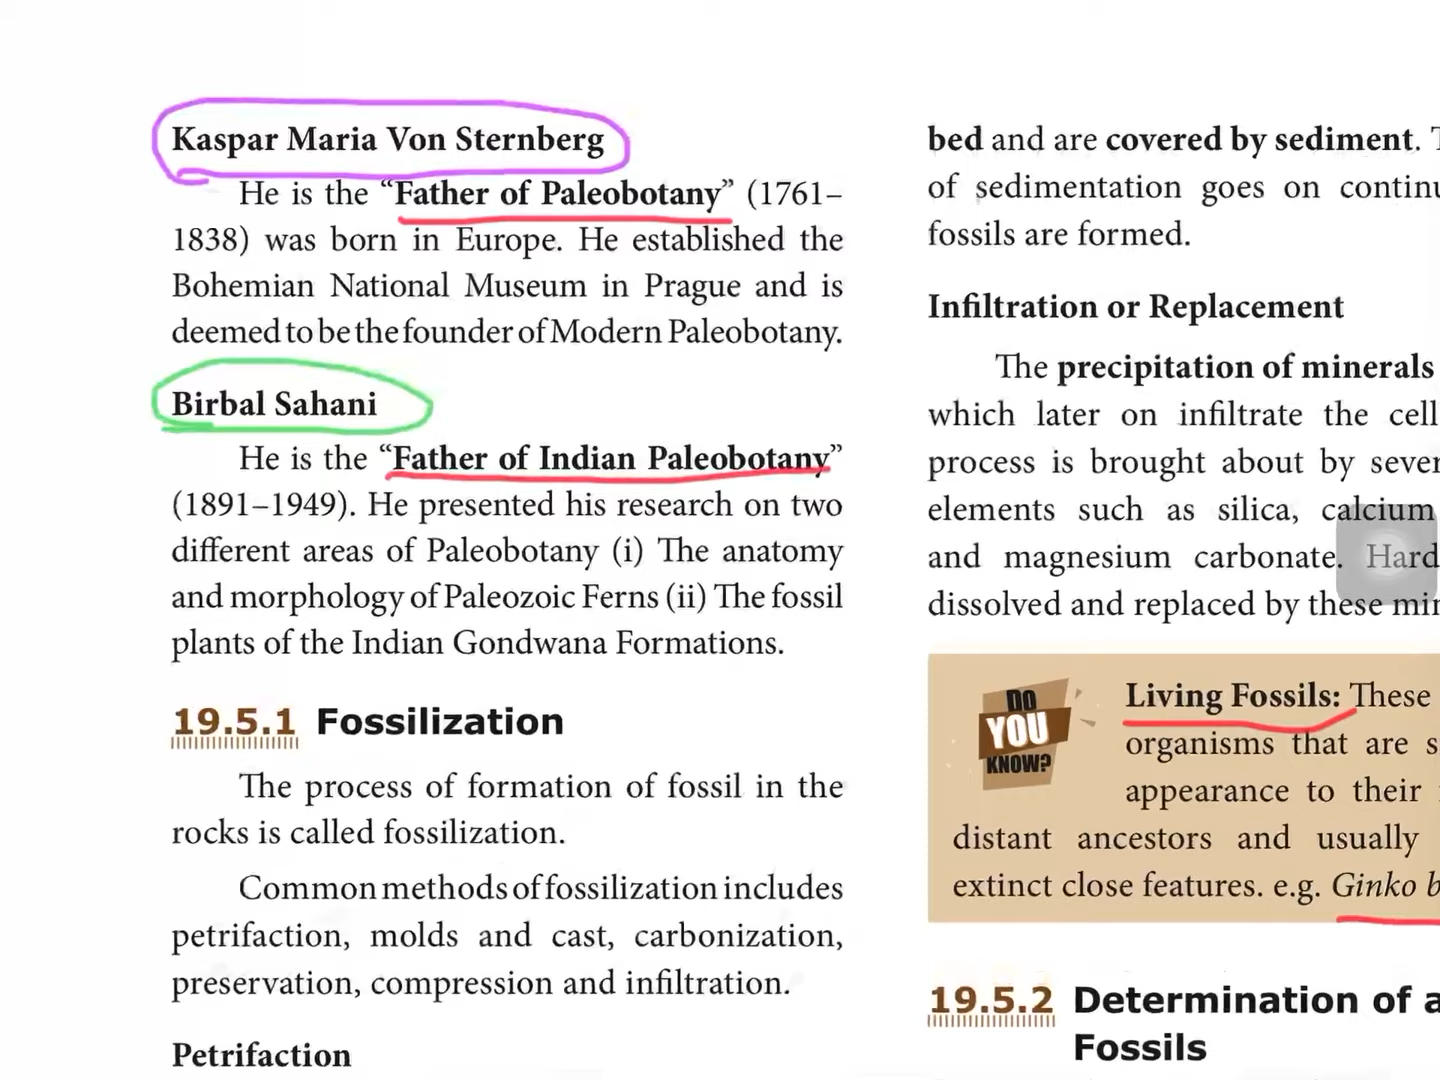 Kaspar Maria Von Sternberg
He is the “Father of Paleobotany” (1761–
1838) was born in Europe. He established the
Bohemian National Museum in Prague and is
deemed to be the founder of Modern Paleobotany.
Birbal Sahani
He is the “Father of Indian Paleobotany”
(1891–1949). He presented his research on two
different areas of Paleobotany (i) The anatomy
and morphology of Paleozoic Ferns (ii) The fossil
plants of the Indian Gondwana Formations.
19.5.1 Fossilization
The process of formation of fossil in the
rocks is called fossilization.
Common methods of fossilization includes
petrifaction, molds and cast, carbonization,
preservation, compression and infiltration.
Petrifaction
bed and are covered by sediment.
of sedimentation goes on
fossils are formed.
Infiltration or Replacement
The precipitation of minerals
which later on infiltrate the cell
process is brought about by
elements such as silica, calcium
and magnesium carbonate. Hard
dissolved and replaced by these
DO
YOU
KNOW?
Living Fossils: These
organisms that are
appearance to their
distant ancestors and usually
extinct close features. e.g. Ginko
19.5.2 Determination of
Fossils